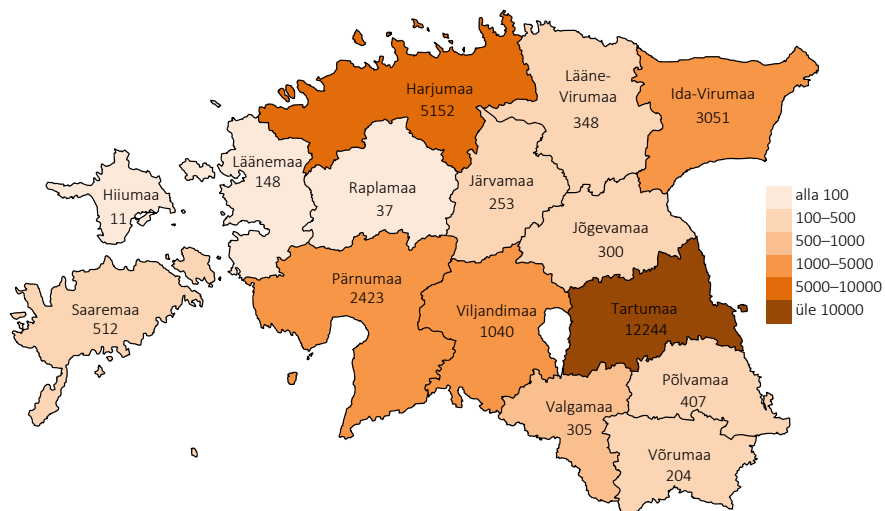 Harjumaa
5152
Lääne-
Virumaa
348
Ida-Virumaa
3051
Läänemaa
148
Hiiumaa
11
Raplamaa
37
Järvamaa
253
Jõgevamaa
300
Saaremaa
512
Pärnumaa
2423
Viljandimaa
1040
Tartumaa
12244
Valgamaa
305
Põlvamaa
407
Võrumaa
204
alla 100
100–500
500–1000
1000–5000
5000–10000
üle 10000